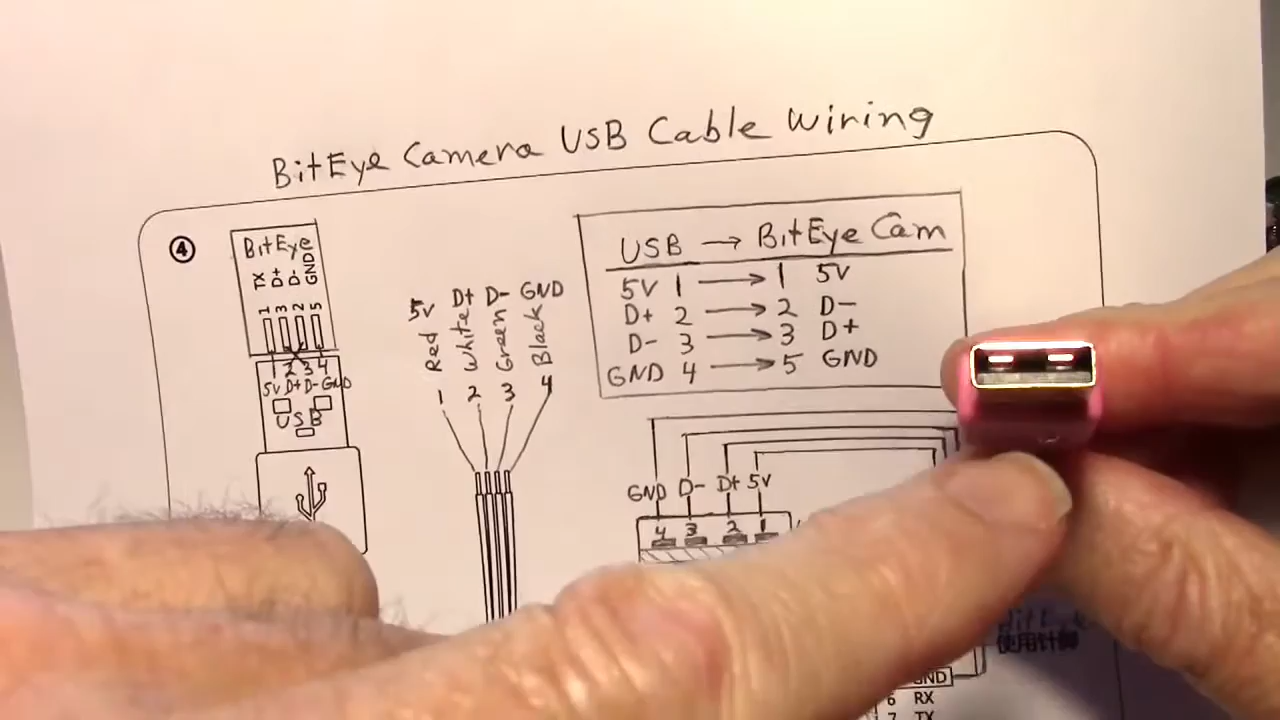 BitEye Camera USB Cable Wiring
④
BitEye
TX D+ D- GND
1 3 2 5
1 2 3 4
5V D+ D- GND
USB
5V D+ D- GND
Red White Green Black
1 2 3 4
USB → BitEye Cam
5V 1 → 1 5V
D+ 2 → 2 D-
D- 3 → 3 D+
GND 4 → 5 GND
GND D- D+ 5V
4 3 2 1
使用针脚
GND
6 RX
7 TX